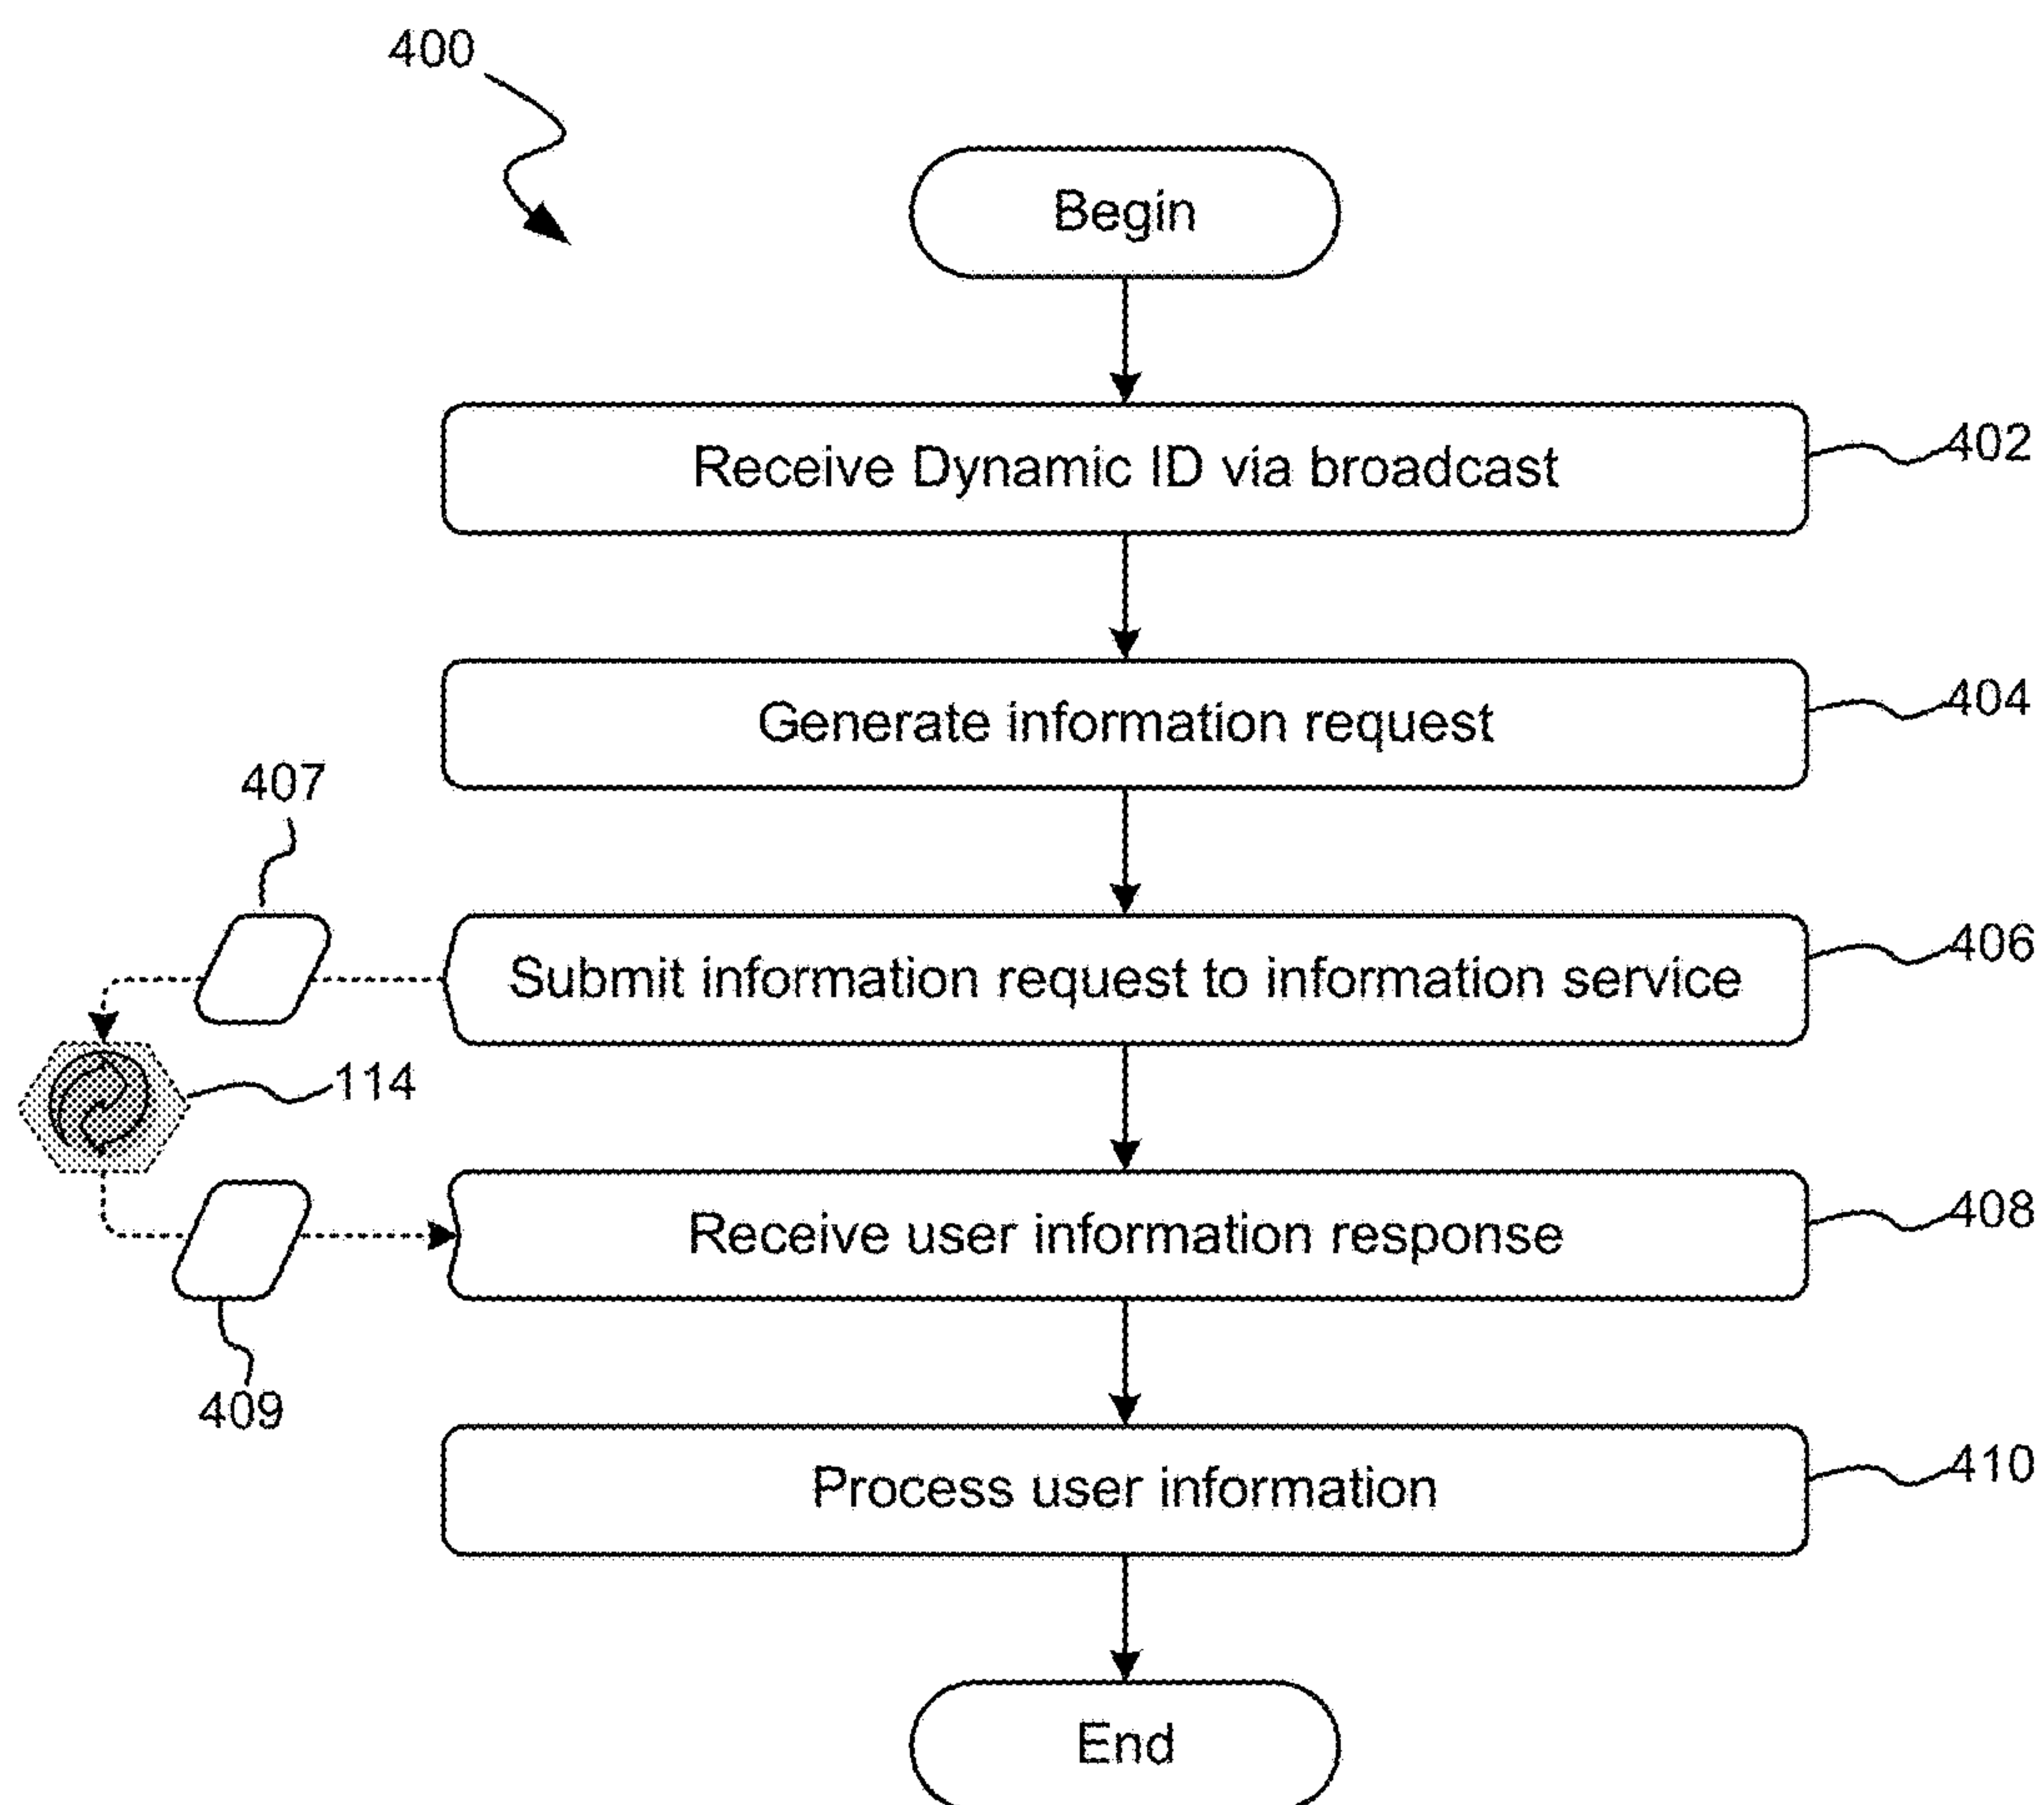 400
Begin
Receive Dynamic ID via broadcast
402
Generate information request
404
407
Submit information request to information service
406
114
Receive user information response
408
409
Process user information
410
End